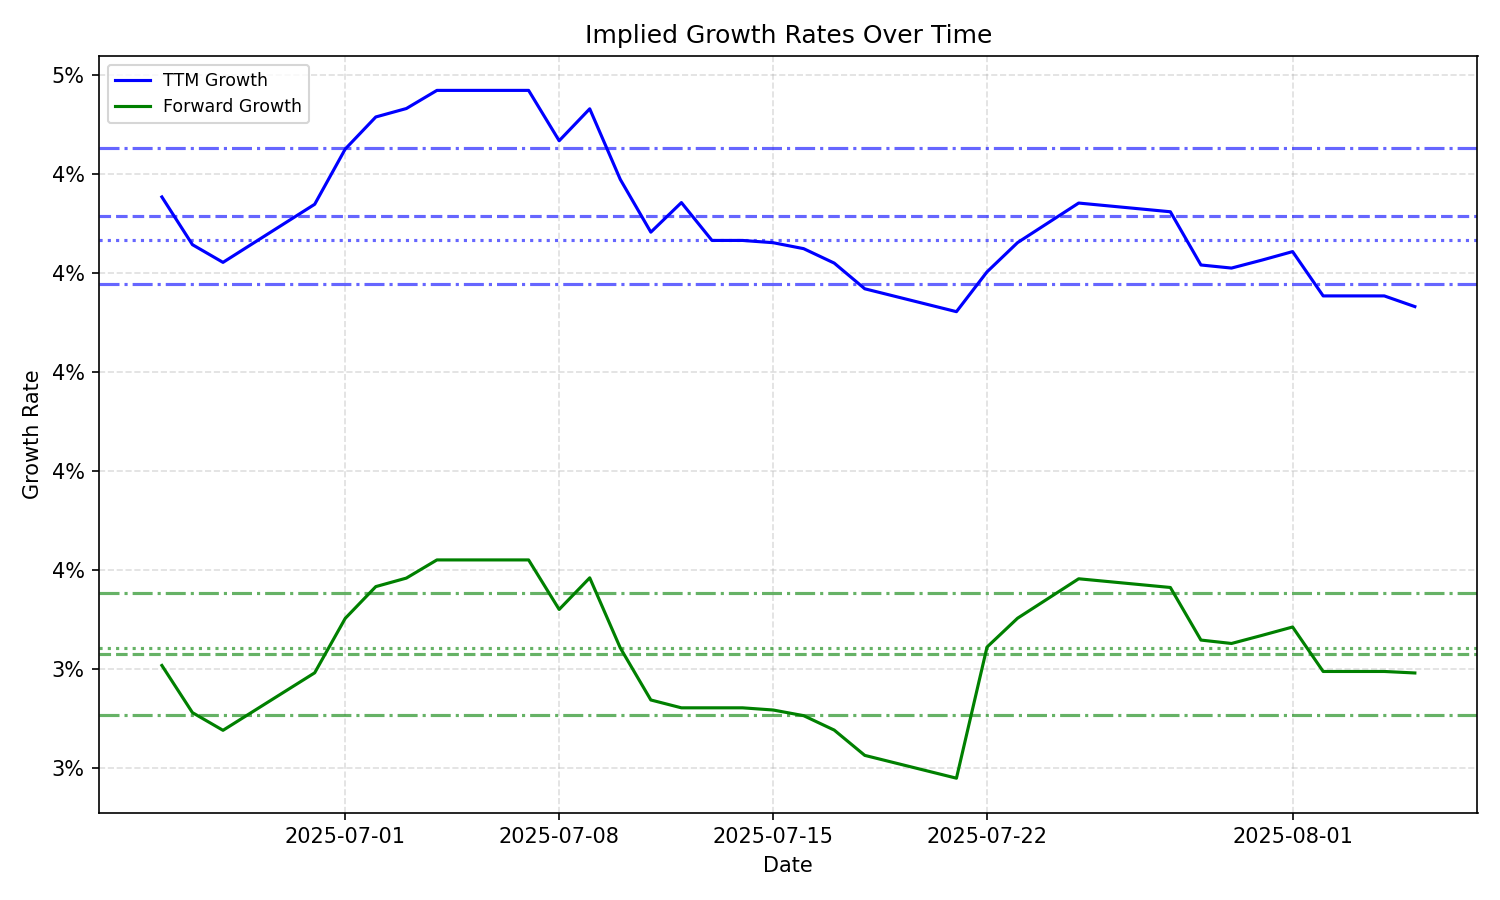 Implied Growth Rates Over Time
TTM Growth
Forward Growth
5%
4%
4%
4%
4%
4%
3%
3%
Growth Rate
2025-07-01
2025-07-08
2025-07-15
2025-07-22
2025-08-01
Date